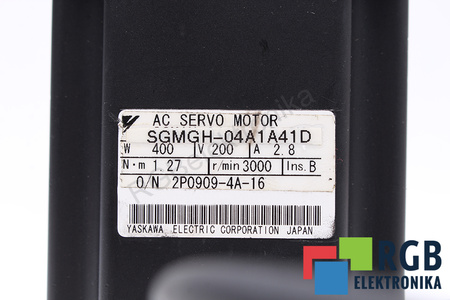 AC SERVO MOTOR
SGMGH-04A1A41D
W 400 V 200 A 2.8
N·m 1.27 r/min 3000 Ins.B
O/N 2P0909-4A-16
YASKAWA ELECTRIC CORPORATION JAPAN
RGB
ELEKTRONIKA